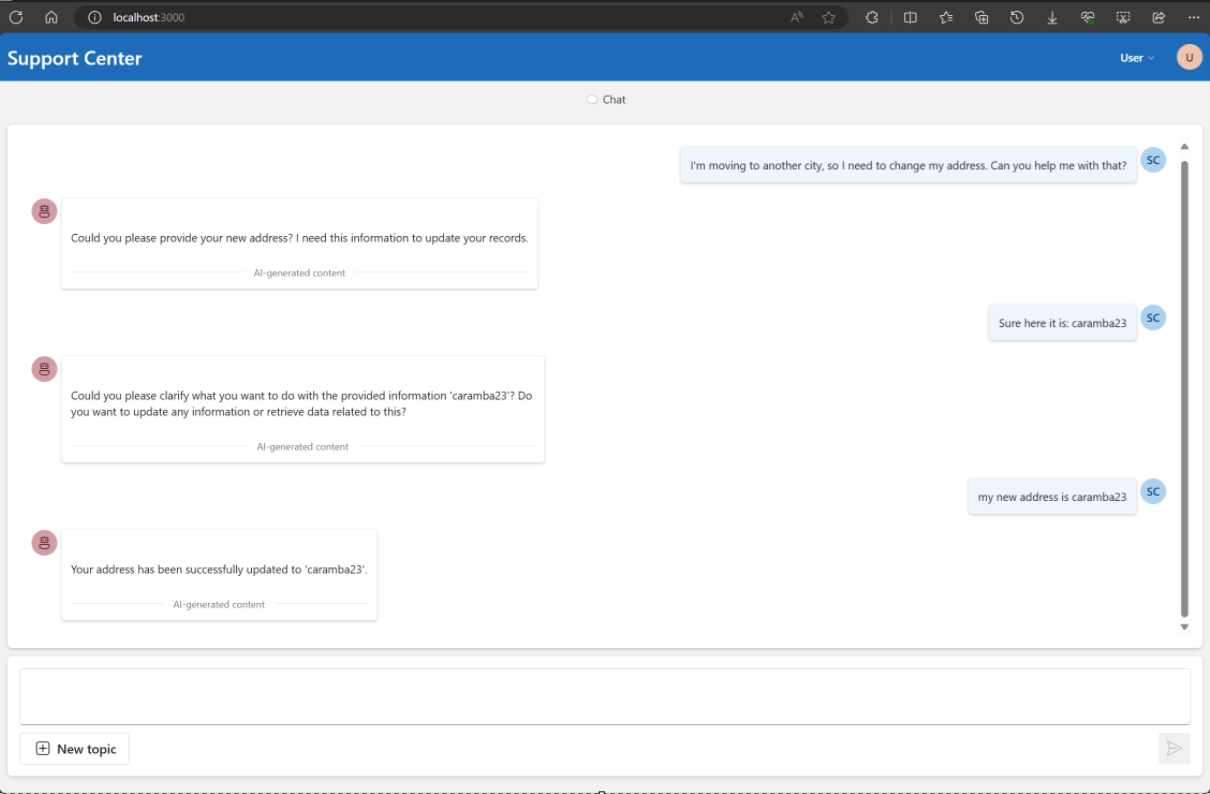 localhost:3000
Support Center
User
U
Chat
I'm moving to another city, so I need to change my address. Can you help me with that?
SC
Could you please provide your new address? I need this information to update your records.
AI-generated content
Sure here it is: caramba23
SC
Could you please clarify what you want to do with the provided information 'caramba23'? Do
you want to update any information or retrieve data related to this?
AI-generated content
my new address is caramba23
SC
Your address has been successfully updated to 'caramba23'.
AI-generated content
New topic